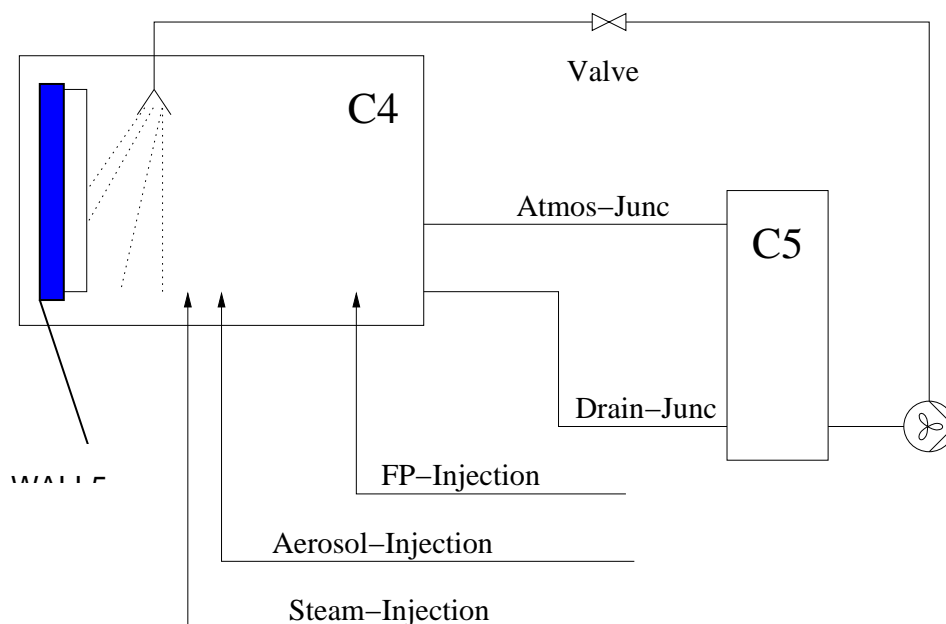 Valve
C4
Atmos−Junc
C5
Drain−Junc
FP−Injection
Aerosol−Injection
Steam−Injection